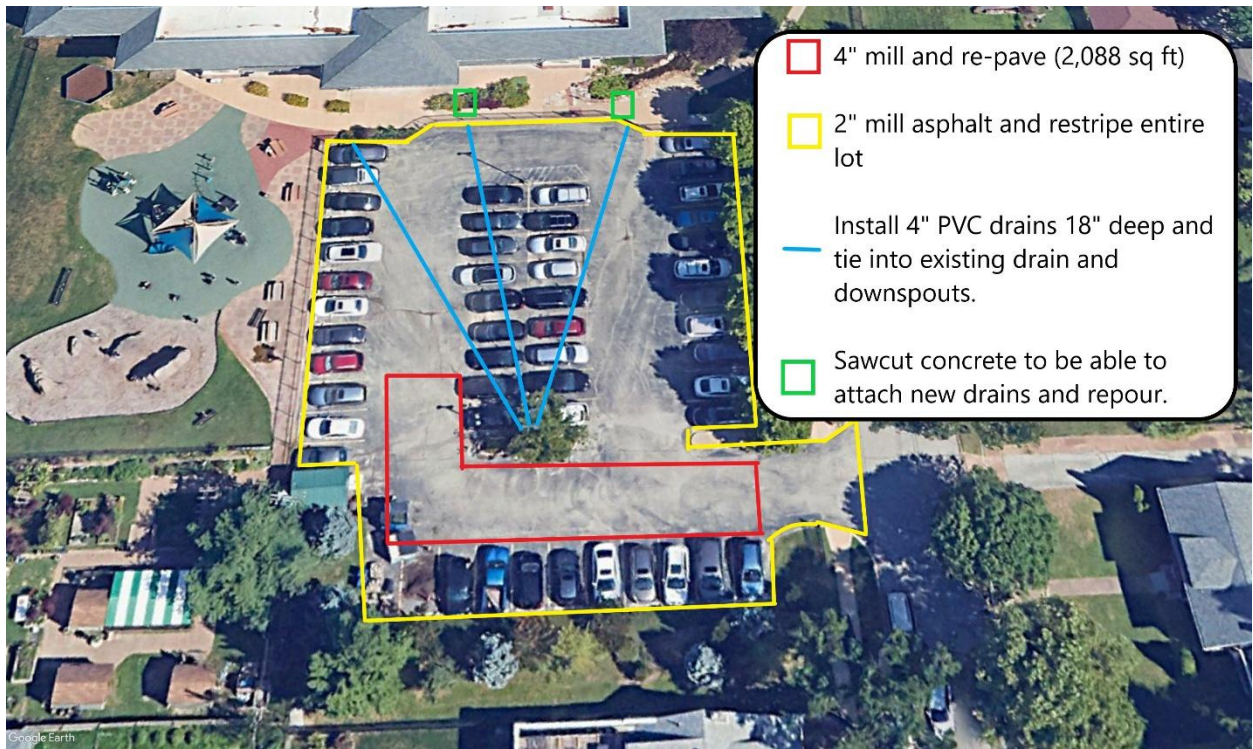 4" mill and re-pave (2,088 sq ft)
2" mill asphalt and restripe entire
lot
Install 4" PVC drains 18" deep and
tie into existing drain and
downspouts.
Sawcut concrete to be able to
attach new drains and repour.
Google Earth